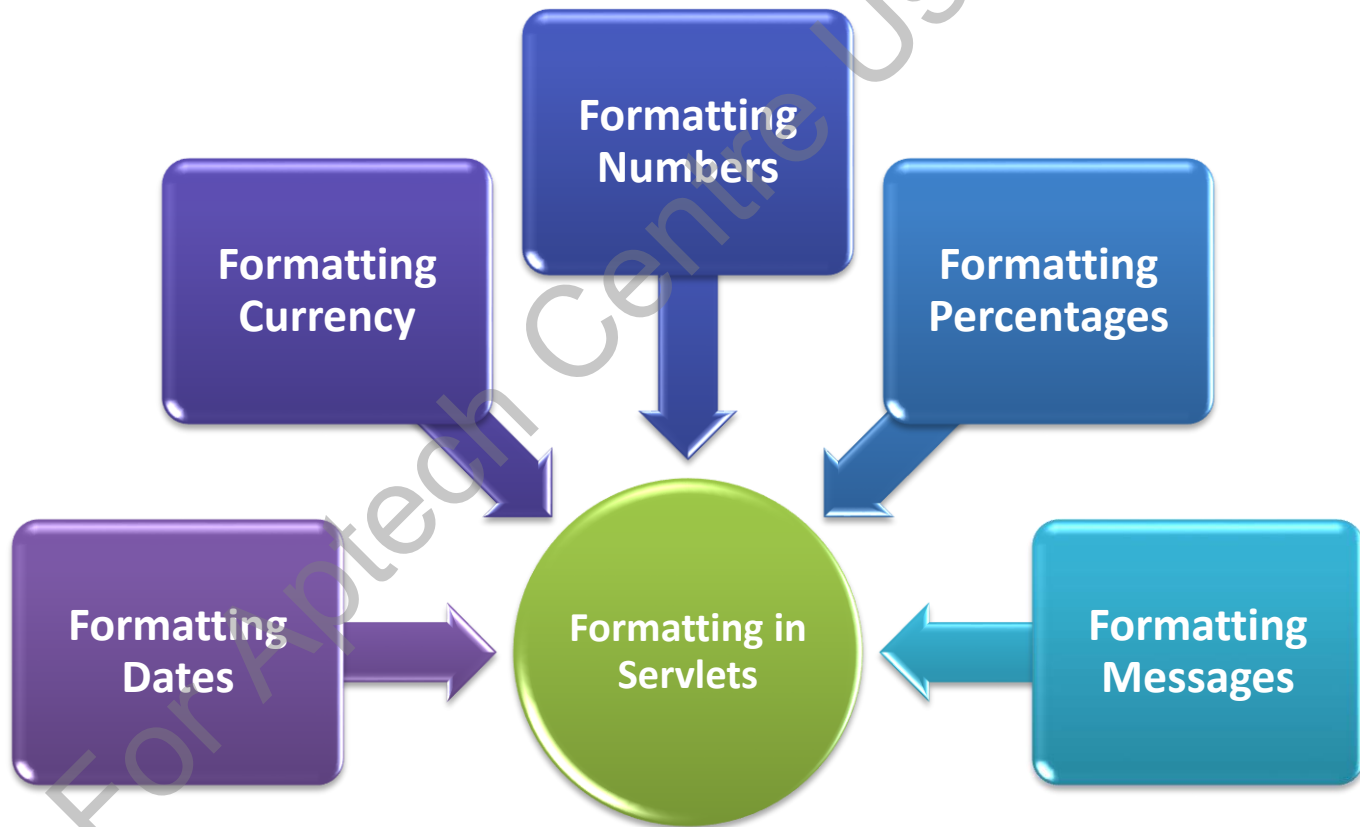 Formatting
Numbers
Formatting
Currency
Formatting
Percentages
Formatting
Dates
Formatting in
Servlets
Formatting
Messages
For Aptech Centre Us